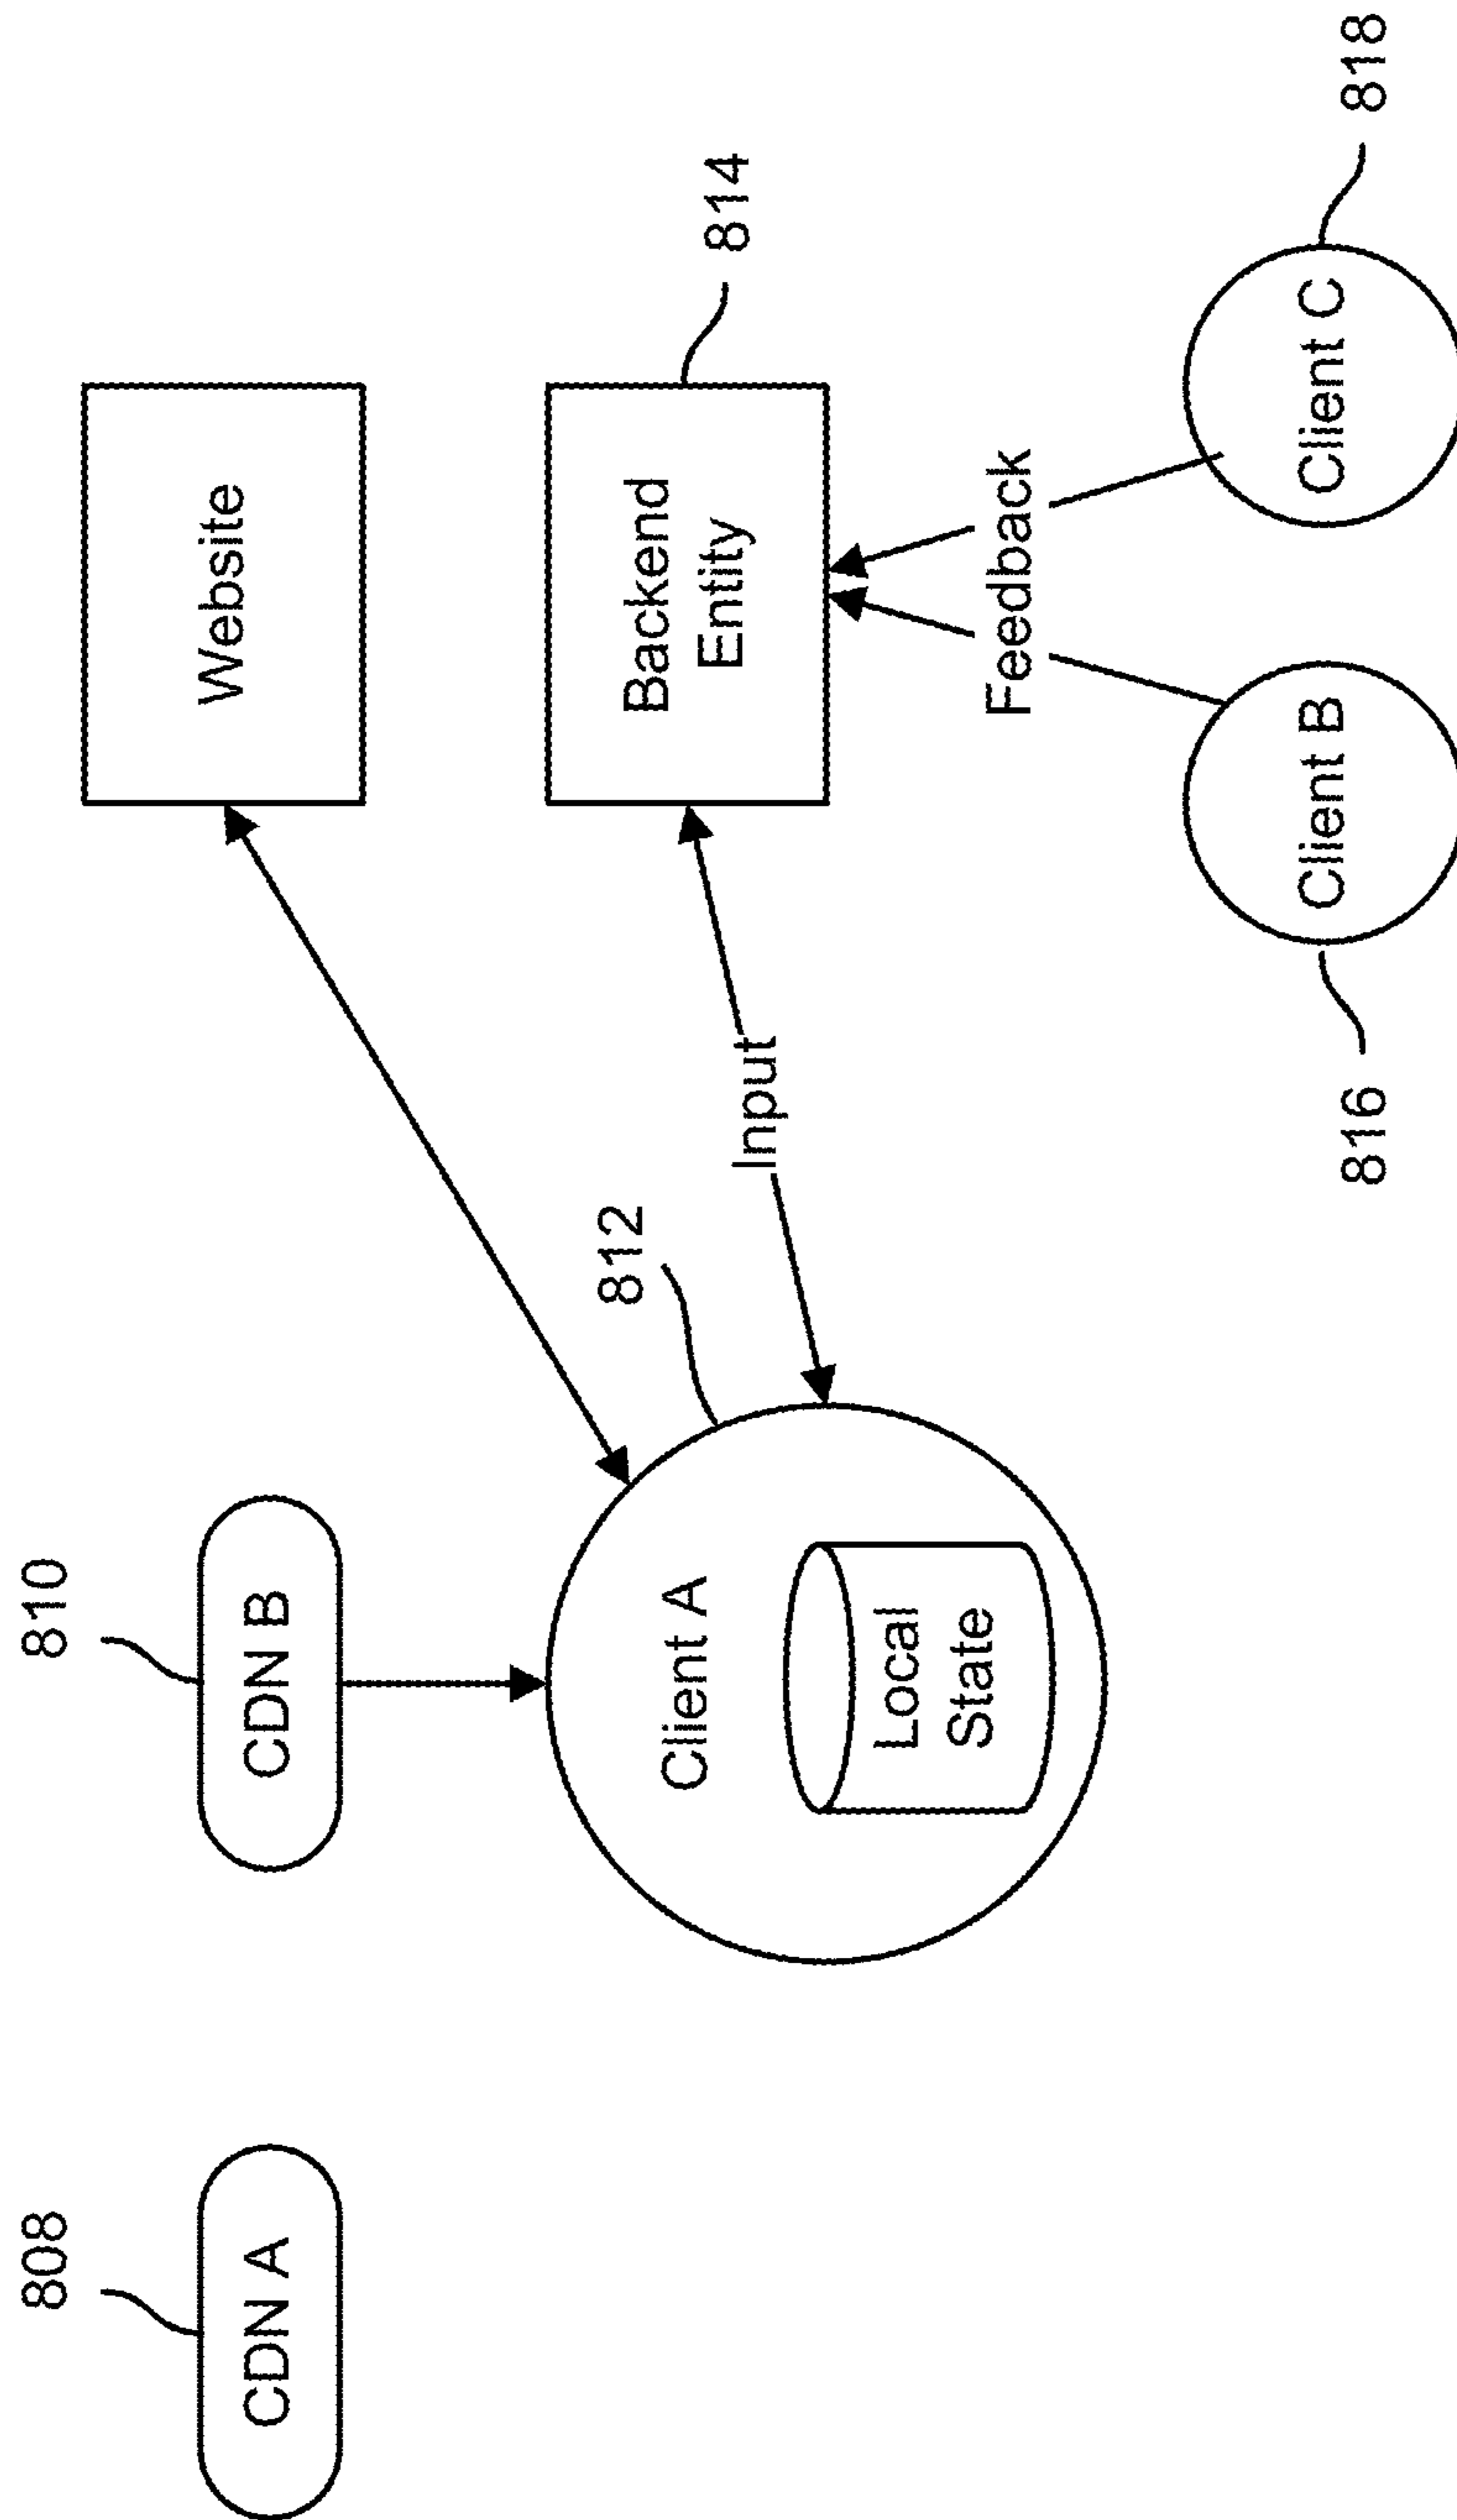 808
810
CDN A
CDN B
Website
812
814
Client A
Backend
Entity
Input
Local
State
Feedback
Client B
Client C
816
818